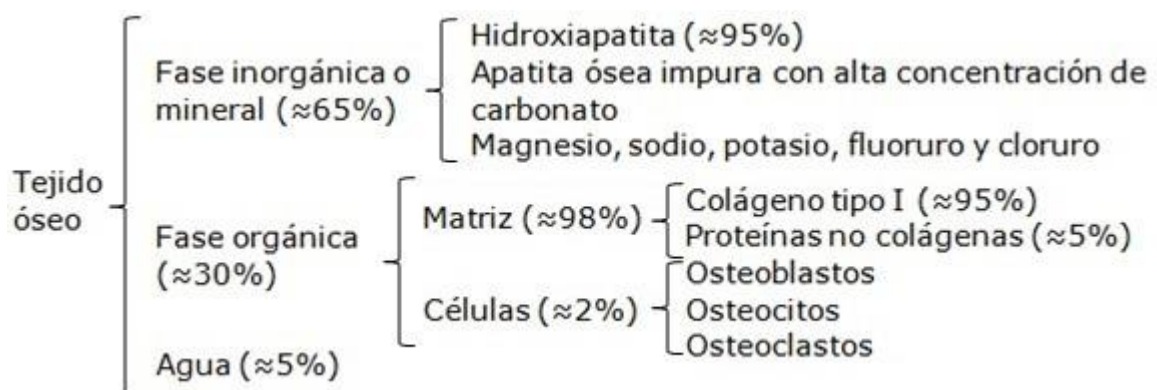 Tejido
óseo
Fase inorgánica o
mineral (≈65%)
Hidroxiapatita (≈95%)
Apatita ósea impura con alta concentración de
carbonato
Magnesio, sodio, potasio, fluoruro y cloruro
Fase orgánica
(≈30%)
Matriz (≈98%)
Colágeno tipo I (≈95%)
Proteínas no colágenas (≈5%)
Células (≈2%)
Osteoblastos
Osteocitos
Osteoclastos
Agua (≈5%)